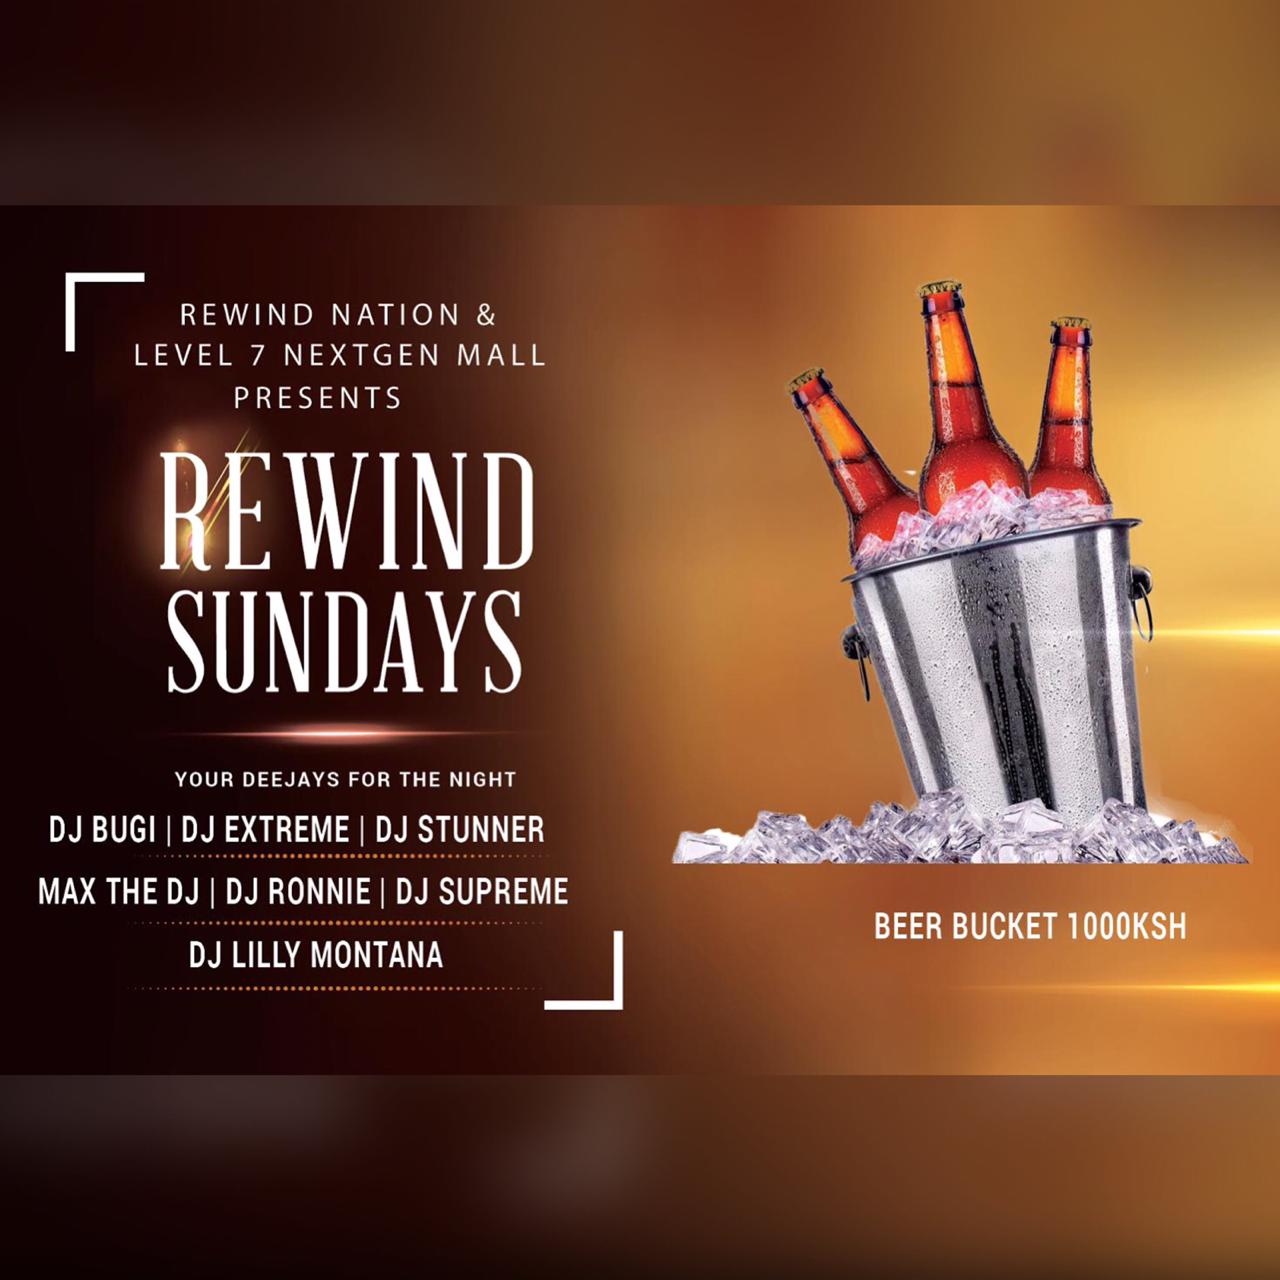 REWIND NATION &
LEVEL 7 NEXTGEN MALL
PRESENTS
REWIND
SUNDAYS
YOUR DEEJAYS FOR THE NIGHT
DJ BUGI | DJ EXTREME | DJ STUNNER
MAX THE DJ | DJ RONNIE | DJ SUPREME
DJ LILLY MONTANA
BEER BUCKET 1000KSH